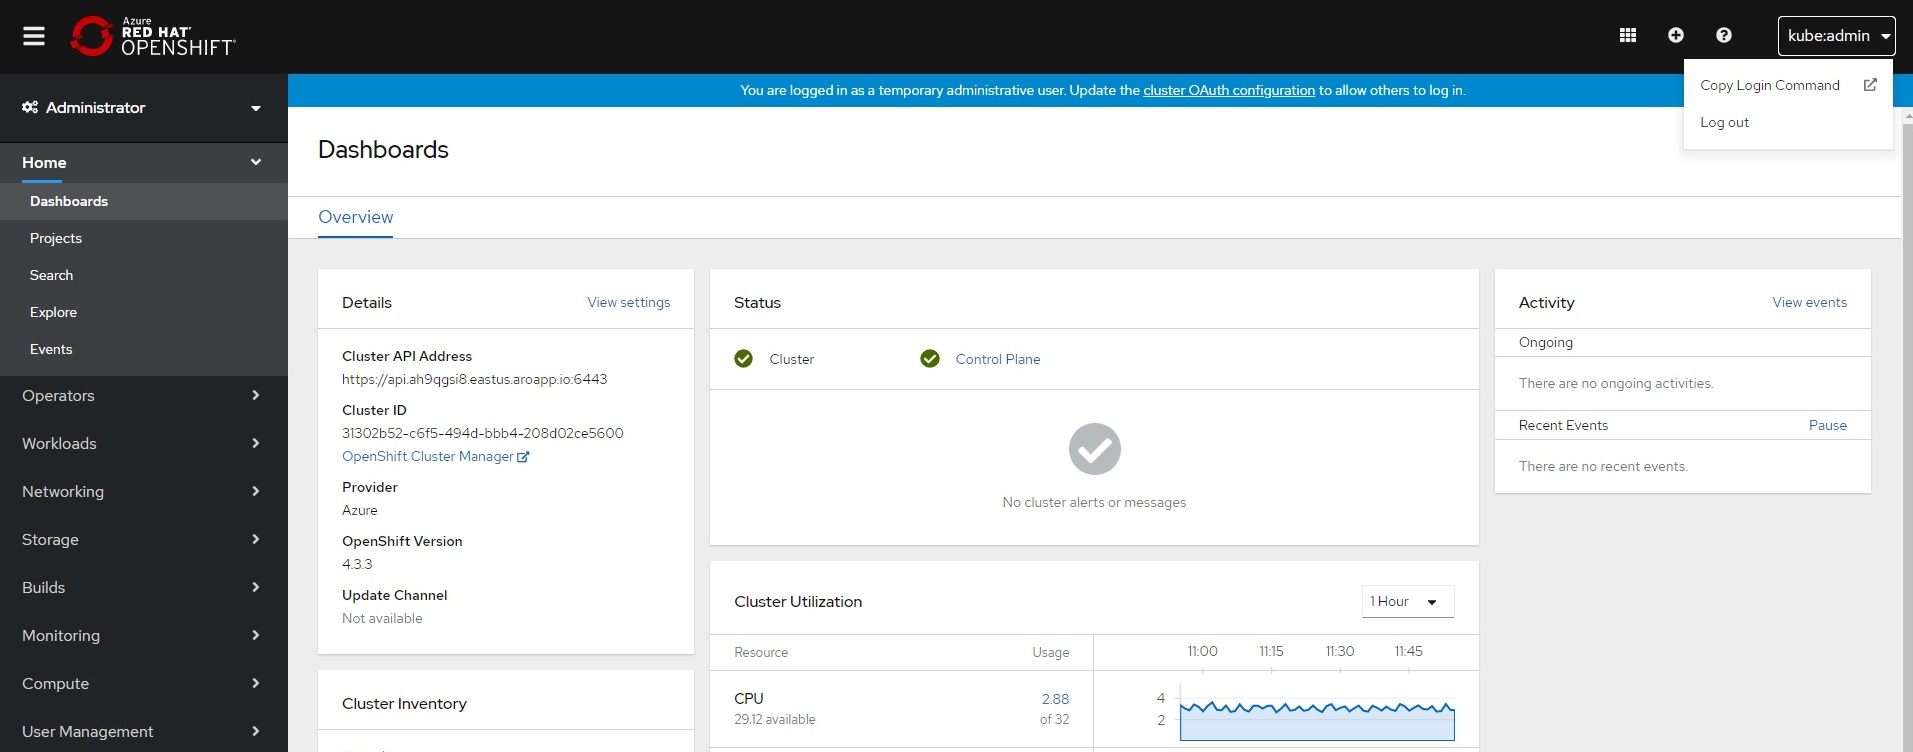 Azure
RED HAT®
OPENSHIFT®
kube:admin
Copy Login Command
Log out
Administrator
You are logged in as a temporary administrative user. Update the cluster OAuth configuration to allow others to log in.
Home
Dashboards
Projects
Search
Explore
Events
Operators
Workloads
Networking
Storage
Builds
Monitoring
Compute
User Management
Dashboards
Overview
Details
View settings
Cluster API Address
https://api.ah9qgsi8.eastus.aroapp.io:6443
Cluster ID
31302b52-c6f5-494d-bbb4-208d02ce5600
OpenShift Cluster Manager
Provider
Azure
OpenShift Version
4.3.3
Update Channel
Not available
Cluster Inventory
Status
Cluster
Control Plane
No cluster alerts or messages
Cluster Utilization
1 Hour
Resource
Usage
11:00 11:15 11:30 11:45
CPU
2.88
29.12 available
of 32
4
2
Activity
View events
Ongoing
There are no ongoing activities.
Recent Events
Pause
There are no recent events.